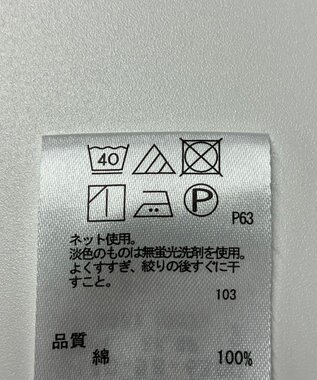 40
P
P63
ネット使用。
淡色のものは無蛍光洗剤を使用。
よくすすぎ、絞りの後すぐに干
すこと。
103
品質
綿 100%